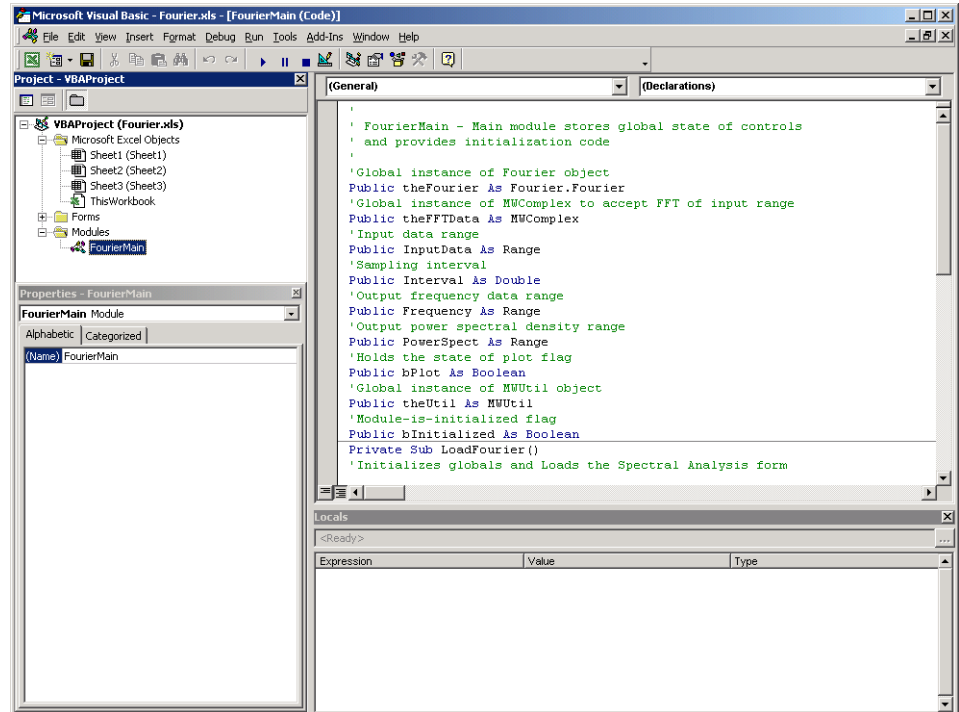 Microsoft Visual Basic - Fourier.xls - [FourierMain (Code)]
File Edit View Insert Format Debug Run Tools Add-Ins Window Help
Project - VBAProject
VBAProject (Fourier.xls)
Microsoft Excel Objects
Sheet1 (Sheet1)
Sheet2 (Sheet2)
Sheet3 (Sheet3)
ThisWorkbook
Forms
Modules
FourierMain
Properties - FourierMain
FourierMain Module
Alphabetic Categorized
(Name) FourierMain
(General) (Declarations)
'
' FourierMain - Main module stores global state of controls
' and provides initialization code
'
'Global instance of Fourier object
Public theFourier As Fourier.Fourier
'Global instance of MWComplex to accept FFT of input range
Public theFFTData As MWComplex
'Input data range
Public InputData As Range
'Sampling interval
Public Interval As Double
'Output frequency data range
Public Frequency As Range
'Output power spectral density range
Public PowerSpect As Range
'Holds the state of plot flag
Public bPlot As Boolean
'Global instance of MWUtil object
Public theUtil As MWUtil
'Module-is-initialized flag
Public bInitialized As Boolean
Private Sub LoadFourier()
'Initializes globals and Loads the Spectral Analysis form
Locals
<Ready> ...
Expression Value Type